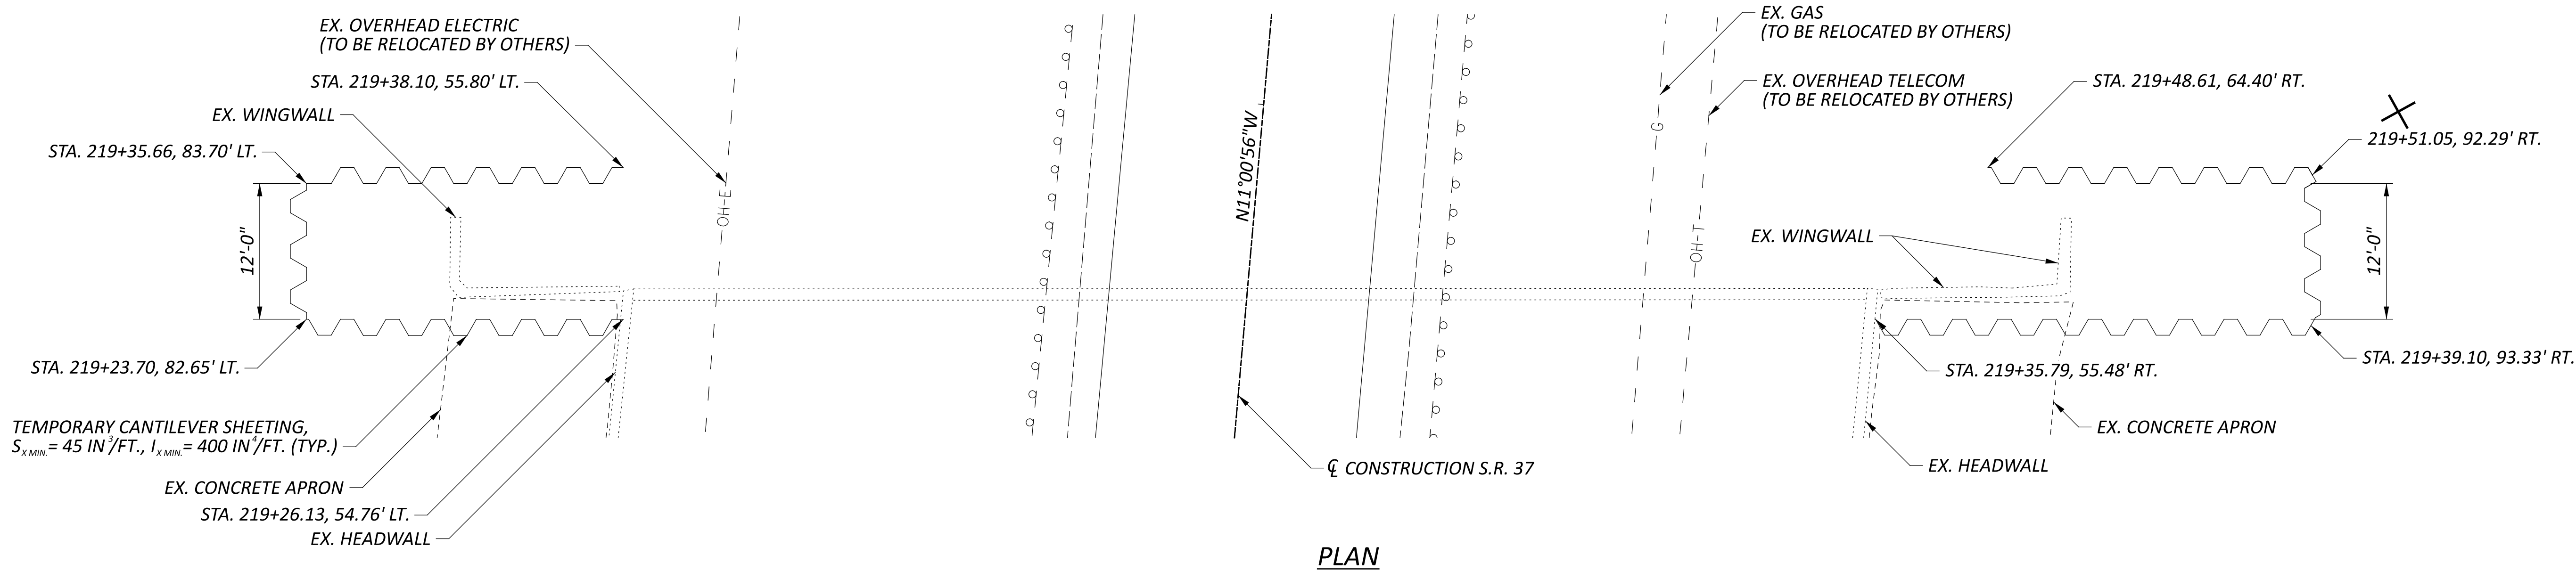 EX. OVERHEAD ELECTRIC
(TO BE RELOCATED BY OTHERS)
STA. 219+38.10, 55.80' LT.
EX. WINGWALL
STA. 219+35.66, 83.70' LT.
12'-0"
STA. 219+23.70, 82.65' LT.
TEMPORARY CANTILEVER SHEETING,
S X MIN. = 45 IN³/FT., I X MIN. = 400 IN⁴/FT. (TYP.)
EX. CONCRETE APRON
STA. 219+26.13, 54.76' LT.
EX. HEADWALL
OH-E
N11°00'56"W
℄ CONSTRUCTION S.R. 37
EX. GAS
(TO BE RELOCATED BY OTHERS)
EX. OVERHEAD TELECOM
(TO BE RELOCATED BY OTHERS)
G
OH-T
STA. 219+48.61, 64.40' RT.
219+51.05, 92.29' RT.
EX. WINGWALL
12'-0"
STA. 219+39.10, 93.33' RT.
STA. 219+35.79, 55.48' RT.
EX. CONCRETE APRON
EX. HEADWALL
PLAN